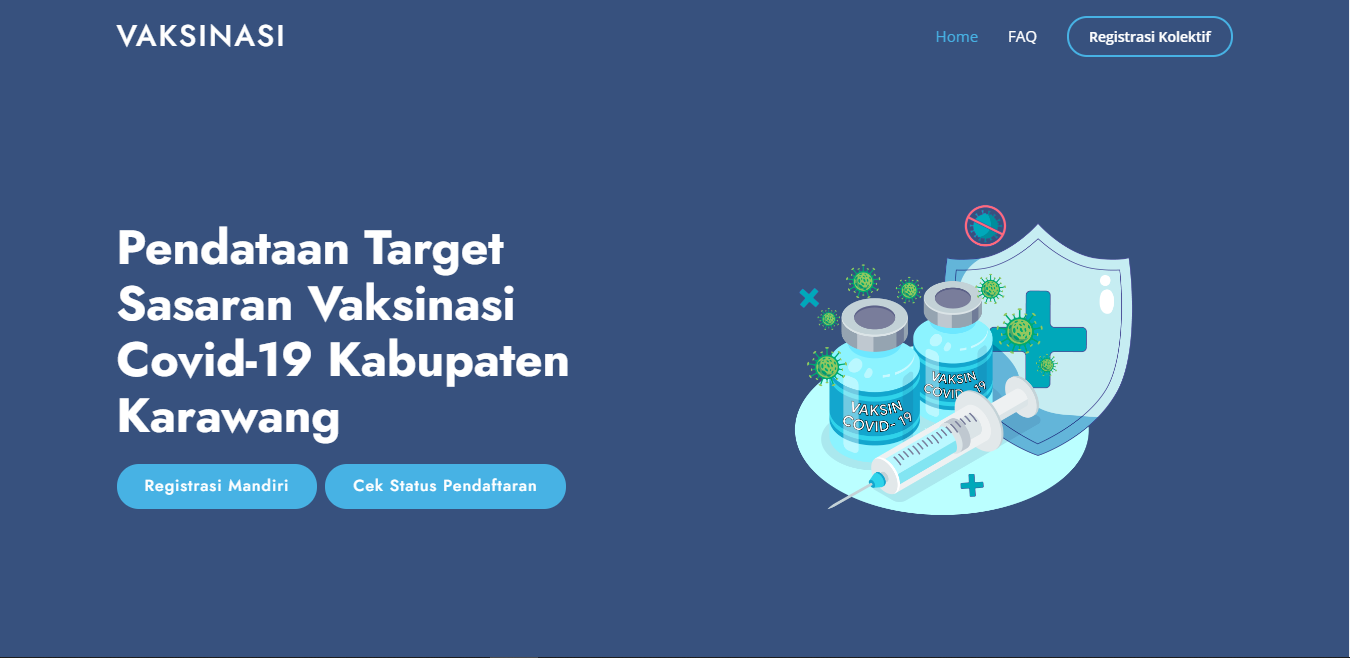 VAKSINASI
Home
FAQ
Registrasi Kolektif
Pendataan Target
Sasaran Vaksinasi
Covid-19 Kabupaten
Karawang
Registrasi Mandiri
Cek Status Pendaftaran
VAKSIN
COVID- 19
VAKSIN
COVID- 19